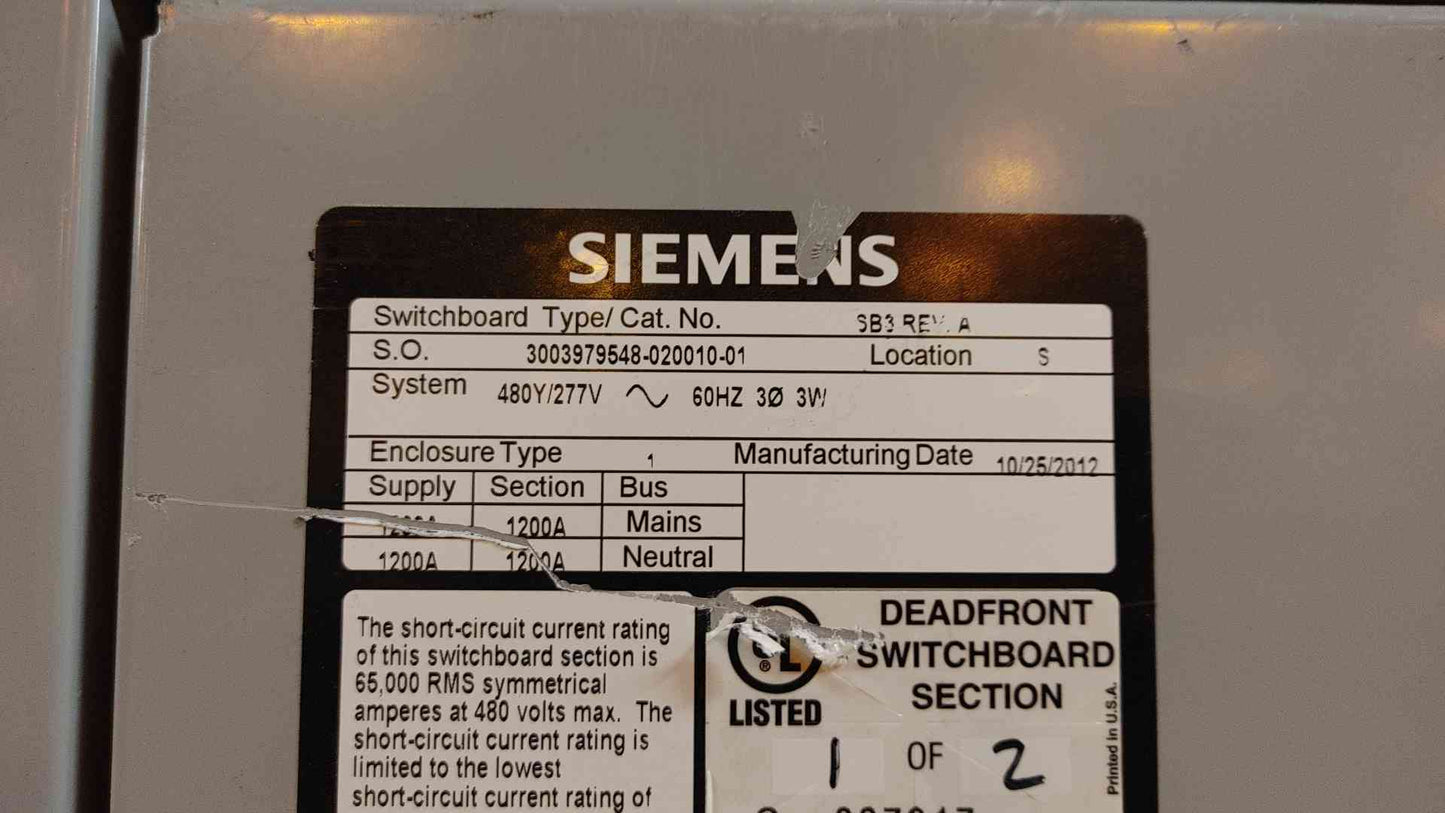 SIEMENS
Switchboard Type/ Cat. No. SB3 REV. A
S.O. 3003979548-020010-01 Location S
System 480Y/277V 60HZ 3Ø 3W
Enclosure Type 1 Manufacturing Date 10/25/2012
Supply Section Bus
1200A 1200A Mains
1200A 1200A Neutral
The short-circuit current rating
of this switchboard section is
65,000 RMS symmetrical
amperes at 480 volts max. The
short-circuit current rating is
limited to the lowest
short-circuit current rating of
UL
®
LISTED
DEADFRONT
SWITCHBOARD
SECTION
1 OF 2
Printed in U.S.A.